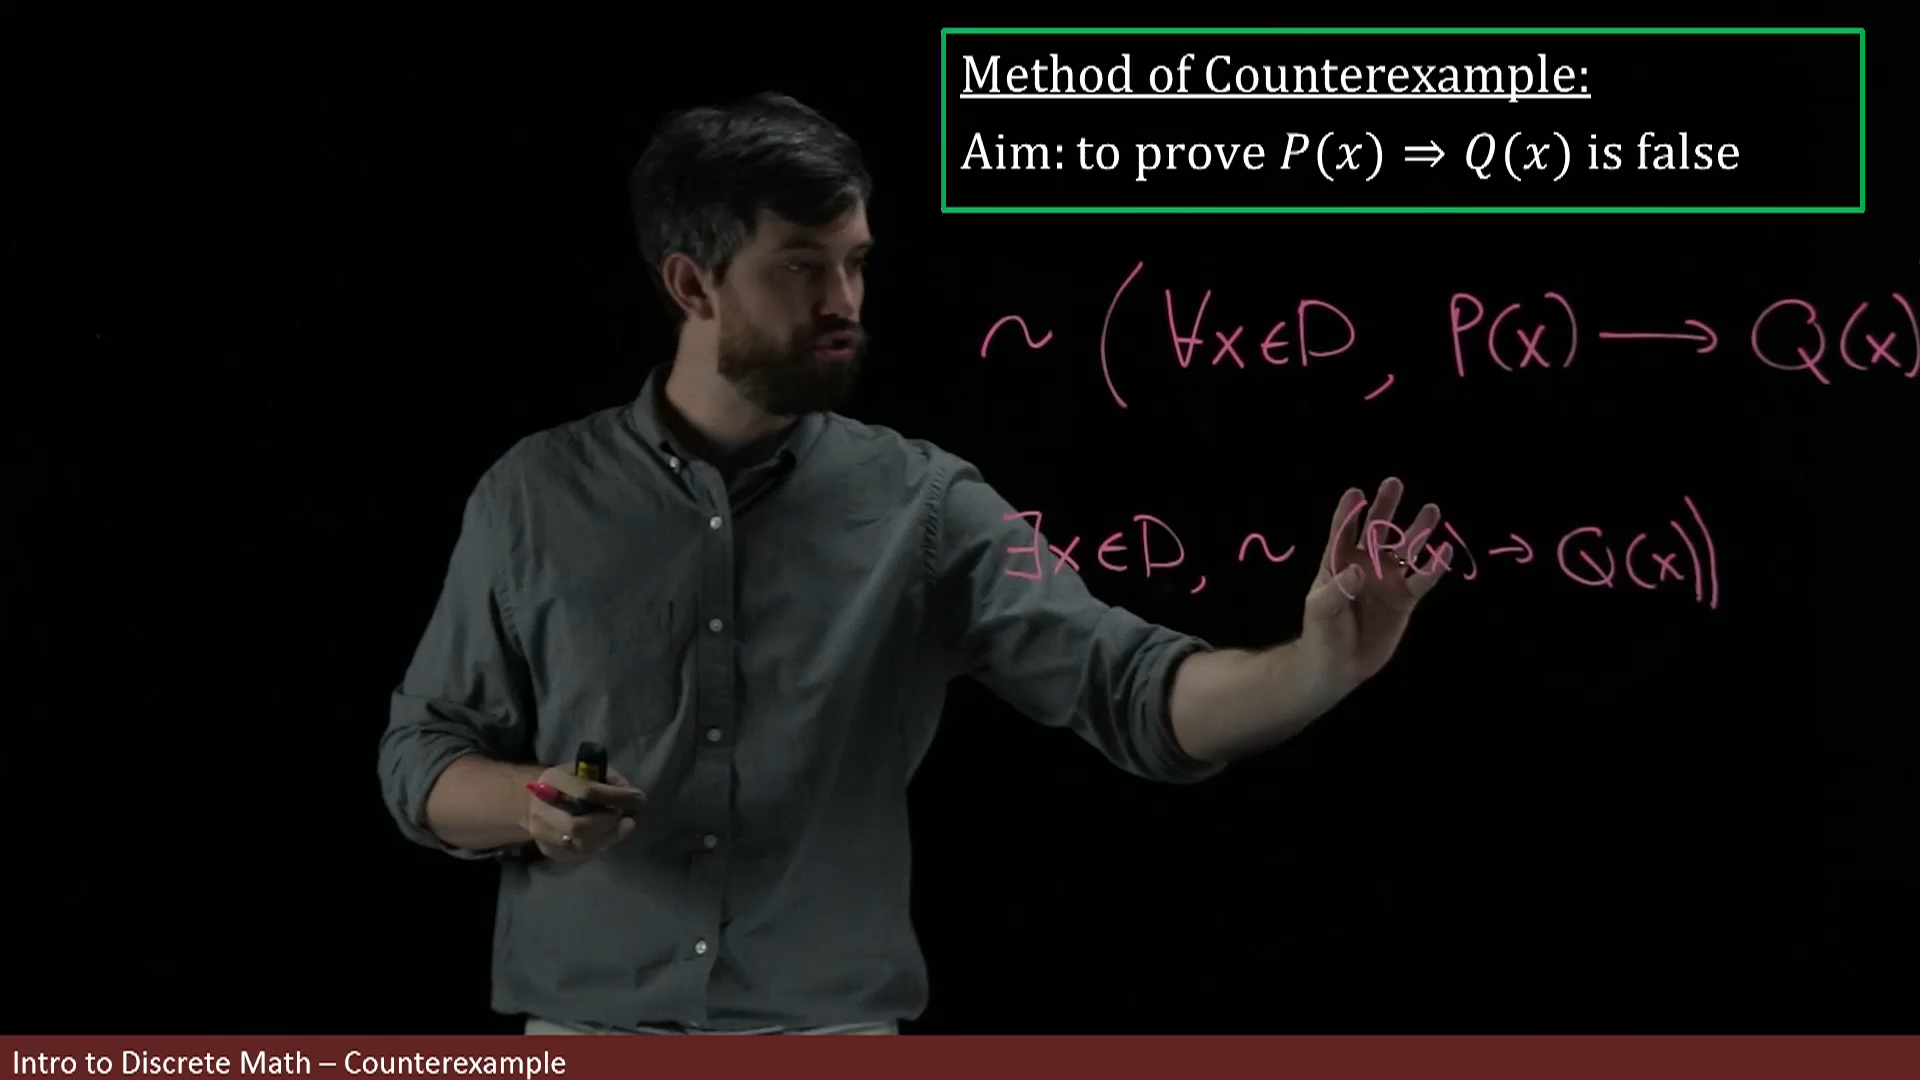 Method of Counterexample:
Aim: to prove P(x) ⇒ Q(x) is false
~ ( ∀x∈D, P(x) → Q(x)
∃x∈D, ~ (P(x) → Q(x))
Intro to Discrete Math – Counterexample